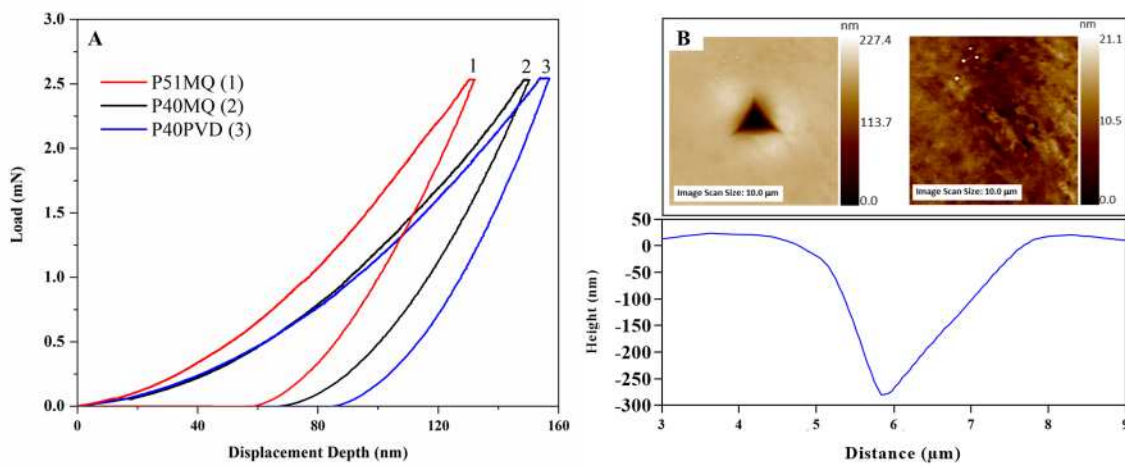 A
3.0
2.5
2.0
1.5
1.0
0.5
0.0
Load (mN)
P51MQ (1)
P40MQ (2)
P40PVD (3)
1
2
3
0
40
80
120
160
Displacement Depth (nm)
B
nm
227.4
113.7
0.0
Image Scan Size: 10.0 µm
nm
21.1
10.5
0.0
Image Scan Size: 10.0 µm
50
0
-50
-100
-150
-200
-250
-300
Height (nm)
3
4
5
6
7
8
9
Distance (µm)